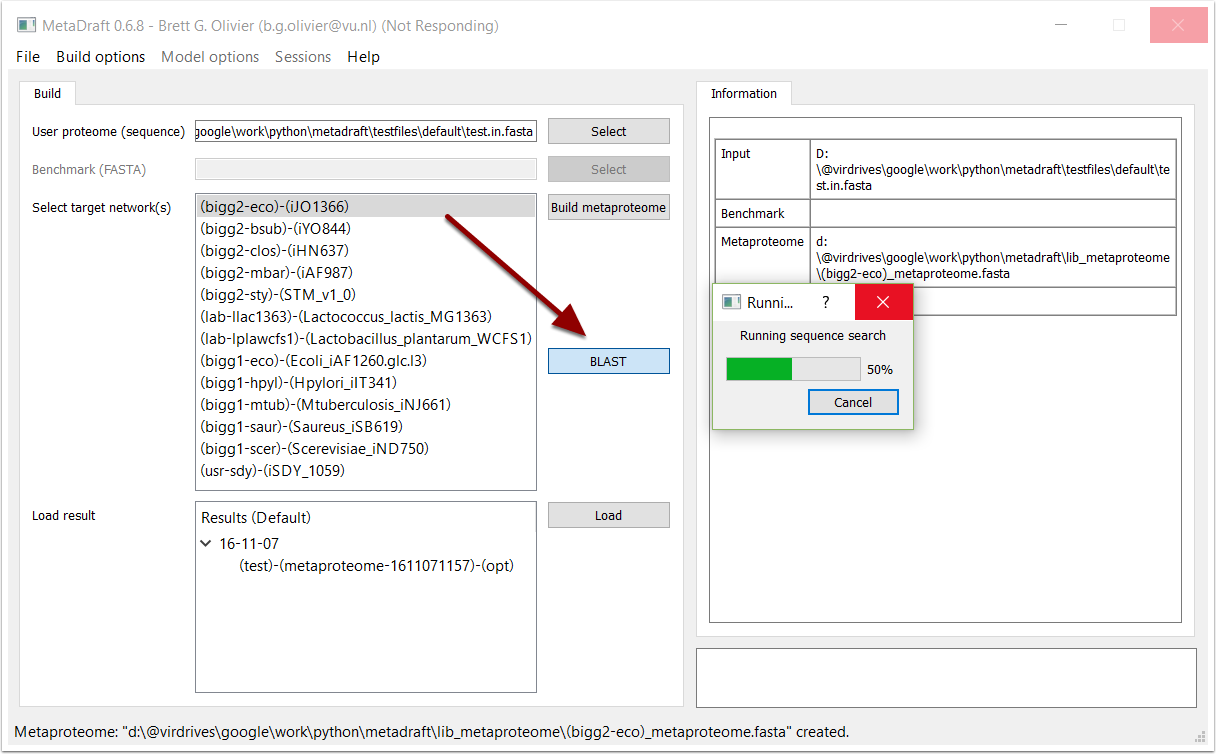 MetaDraft 0.6.8 - Brett G. Olivier (b.g.olivier@vu.nl) (Not Responding)
File Build options Model options Sessions Help
Build
User proteome (sequence)
google\work\python\metadraft\testfiles\default\test.in.fasta
Select
Benchmark (FASTA)
Select
Select target network(s)
(bigg2-eco)-(iJO1366)
(bigg2-bsub)-(iYO844)
(bigg2-clos)-(iHN637)
(bigg2-mbar)-(iAF987)
(bigg2-sty)-(STM_v1_0)
(lab-llac1363)-(Lactococcus_lactis_MG1363)
(lab-lplawcfs1)-(Lactobacillus_plantarum_WCFS1)
(bigg1-eco)-(Ecoli_iAF1260.glc.l3)
(bigg1-hpyl)-(Hpylori_iIT341)
(bigg1-mtub)-(Mtuberculosis_iNJ661)
(bigg1-saur)-(Saureus_iSB619)
(bigg1-scer)-(Scerevisiae_iND750)
(usr-sdy)-(iSDY_1059)
Build metaproteome
BLAST
Load result
Results (Default)
16-11-07
(test)-(metaproteome-1611071157)-(opt)
Load
Information
Input
D:
\@virdrives\google\work\python\metadraft\testfiles\default\te
st.in.fasta
Benchmark
Metaproteome
d:
\@virdrives\google\work\python\metadraft\lib_metaproteome
\(bigg2-eco)_metaproteome.fasta
Runni... ?
Running sequence search
50%
Cancel
Metaproteome: "d:\@virdrives\google\work\python\metadraft\lib_metaproteome\(bigg2-eco)_metaproteome.fasta" created.